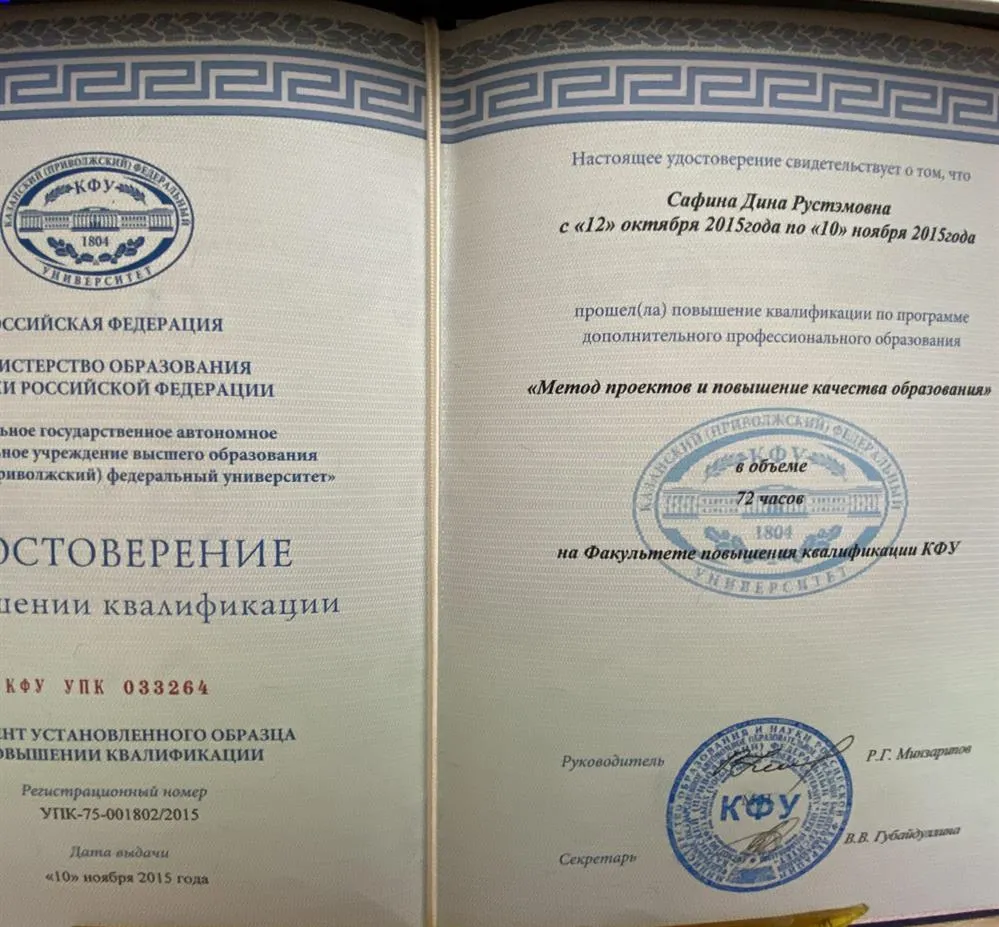 КАЗАНСКИЙ (ПРИВОЛЖСКИЙ) ФЕДЕРАЛЬНЫЙ
КФУ
1804
УНИВЕРСИТЕТ
ССИЙСКАЯ ФЕДЕРАЦИЯ
ИСТЕРСТВО ОБРАЗОВАНИЯ
И РОССИЙСКОЙ ФЕДЕРАЦИИ
ьное государственное автономное
ное учреждение высшего образования
риволжский) федеральный университет»
ОСТОВЕРЕНИЕ
шении квалификации
КФУ УПК 033264
ЕНТ УСТАНОВЛЕННОГО ОБРАЗЦА
ОВЫШЕНИИ КВАЛИФИКАЦИИ
Регистрационный номер
УПК-75-001802/2015
Дата выдачи
«10» ноября 2015 года
Настоящее удостоверение свидетельствует о том, что
Сафина Дина Рустэмовна
с «12» октября 2015года по «10» ноября 2015года
прошел(ла) повышение квалификации по программе
дополнительного профессионального образования
«Метод проектов и повышение качества образования»
КАЗАНСКИЙ (ПРИВОЛЖСКИЙ) ФЕДЕРАЛЬНЫЙ
КФУ
в объеме
72 часов
1804
на Факультете повышения квалификации КФУ
УНИВЕРСИТЕТ
Руководитель
Р.Г. Минзарипов
КФУ
Секретарь
В.В. Губайдуллина